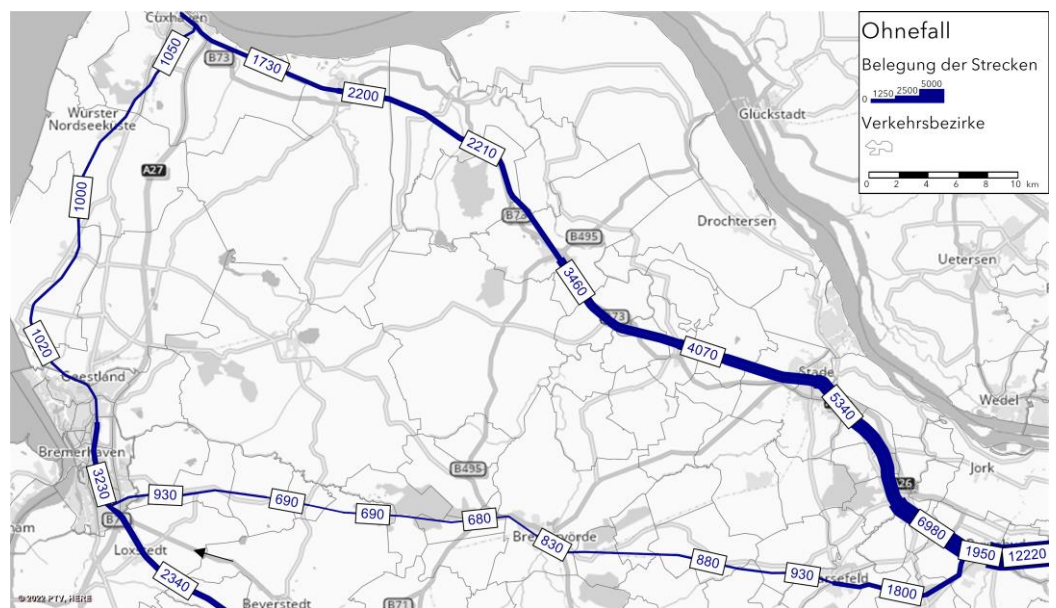 Cuxhaven
1050
B73
1730
2200
Ohnefall
Belegung der Strecken
0 1250 2500 5000
Verkehrsbezirke
0 2 4 6 8 10
km
Würster
Nordseeküste
Glückstadt
2210
A27
1000
B73
B495
Drochtersen
Uetersen
3460
B73
4070
1020
Geestland
Stade
5340
Wedel
Bremerhaven
B495
Jork
3230
930
690
690
680
A26
6980
Bremervörde
830
Loxstedt
880
1950
12220
2340
930
1800
Beverstedt
B71
© 2022 PTV, HERE